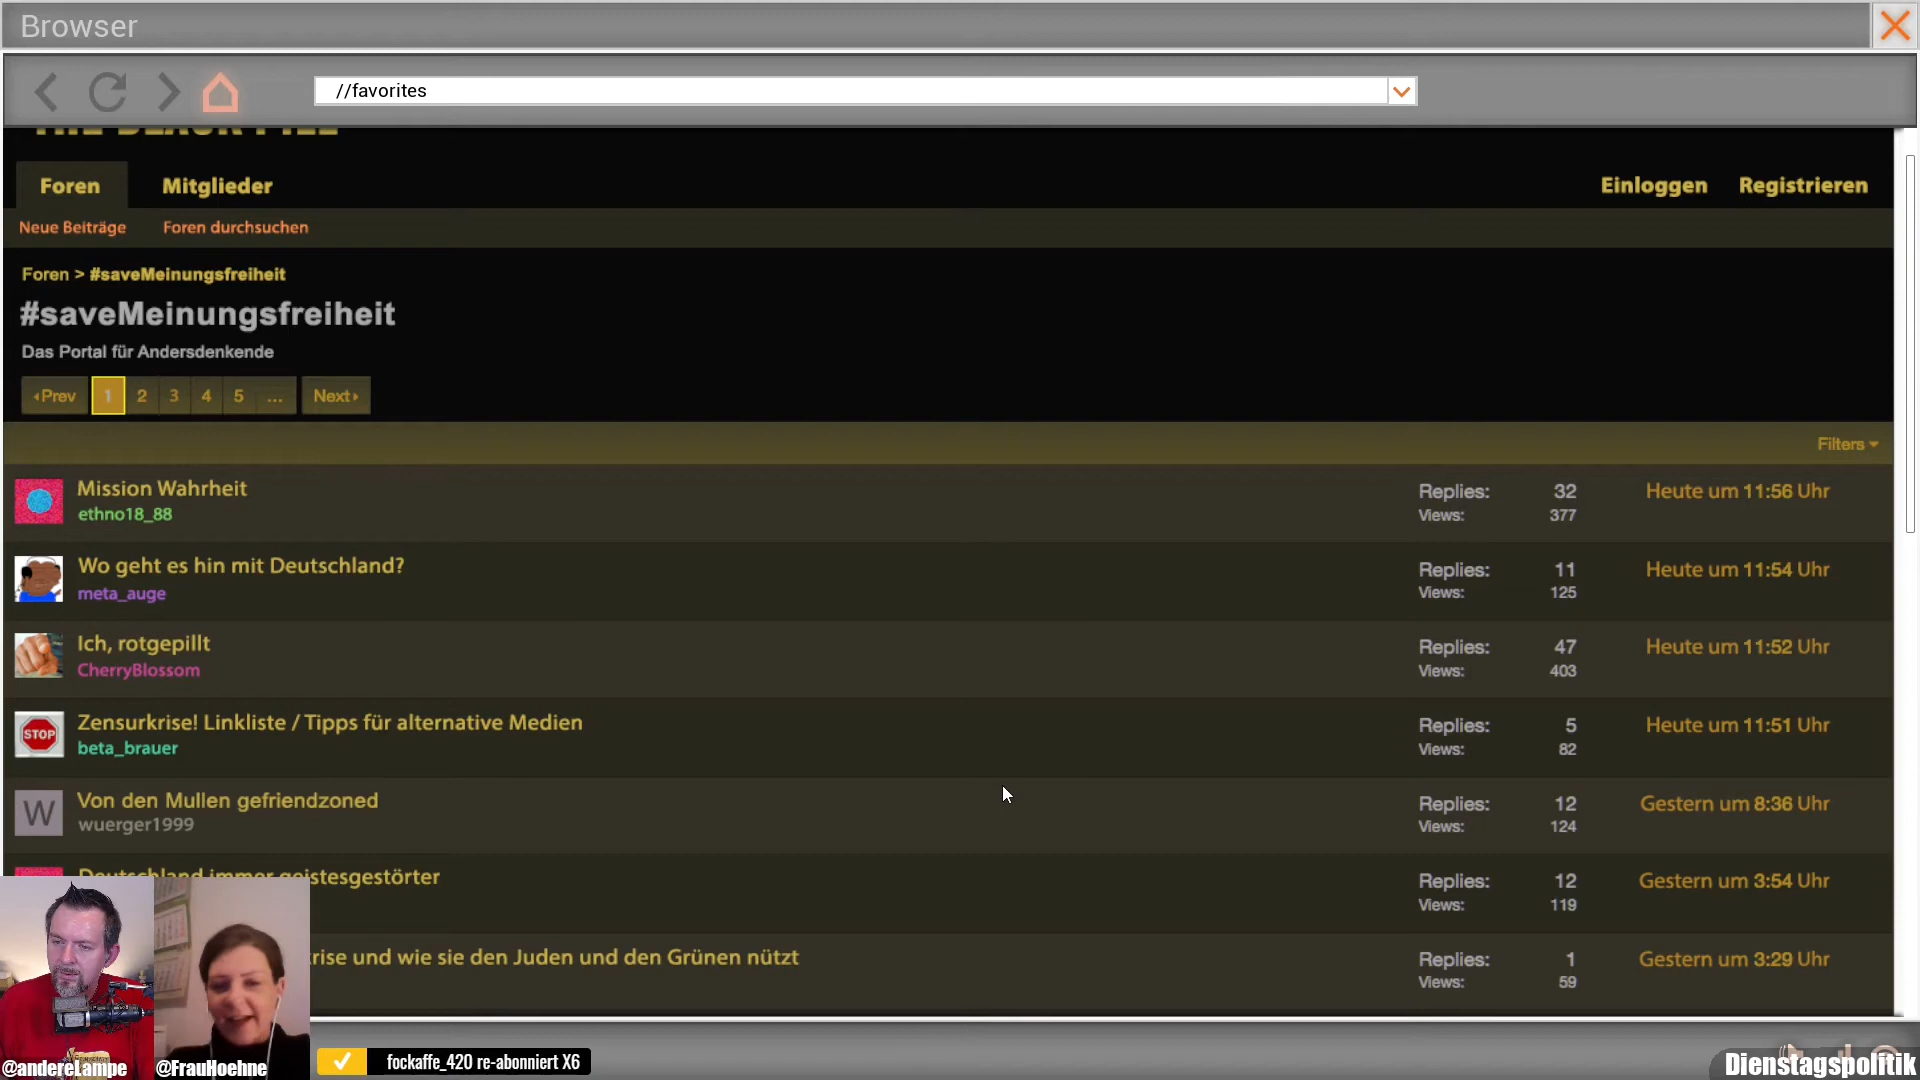 Browser
//favorites
THE BLACK PILL
Foren
Mitglieder
Einloggen
Registrieren
Neue Beiträge
Foren durchsuchen
Foren > #saveMeinungsfreiheit
#saveMeinungsfreiheit
Das Portal für Andersdenkende
‹Prev 1 2 3 4 5 ... Next›
Filters
Mission Wahrheit
ethno18_88
Replies: 32
Views: 377
Heute um 11:56 Uhr
Wo geht es hin mit Deutschland?
meta_auge
Replies: 11
Views: 125
Heute um 11:54 Uhr
Ich, rotgepillt
CherryBlossom
Replies: 47
Views: 403
Heute um 11:52 Uhr
STOP
Zensurkrise! Linkliste / Tipps für alternative Medien
beta_brauer
Replies: 5
Views: 82
Heute um 11:51 Uhr
W
Von den Mullen gefriendzoned
wuerger1999
Replies: 12
Views: 124
Gestern um 8:36 Uhr
Deutschland immer geistesgestörter
Replies: 12
Views: 119
Gestern um 3:54 Uhr
rise und wie sie den Juden und den Grünen nützt
Replies: 1
Views: 59
Gestern um 3:29 Uhr
@andereLampe
@FrauHoehne
fockaffe_420 re-abonniert X6
Dienstagspolitik